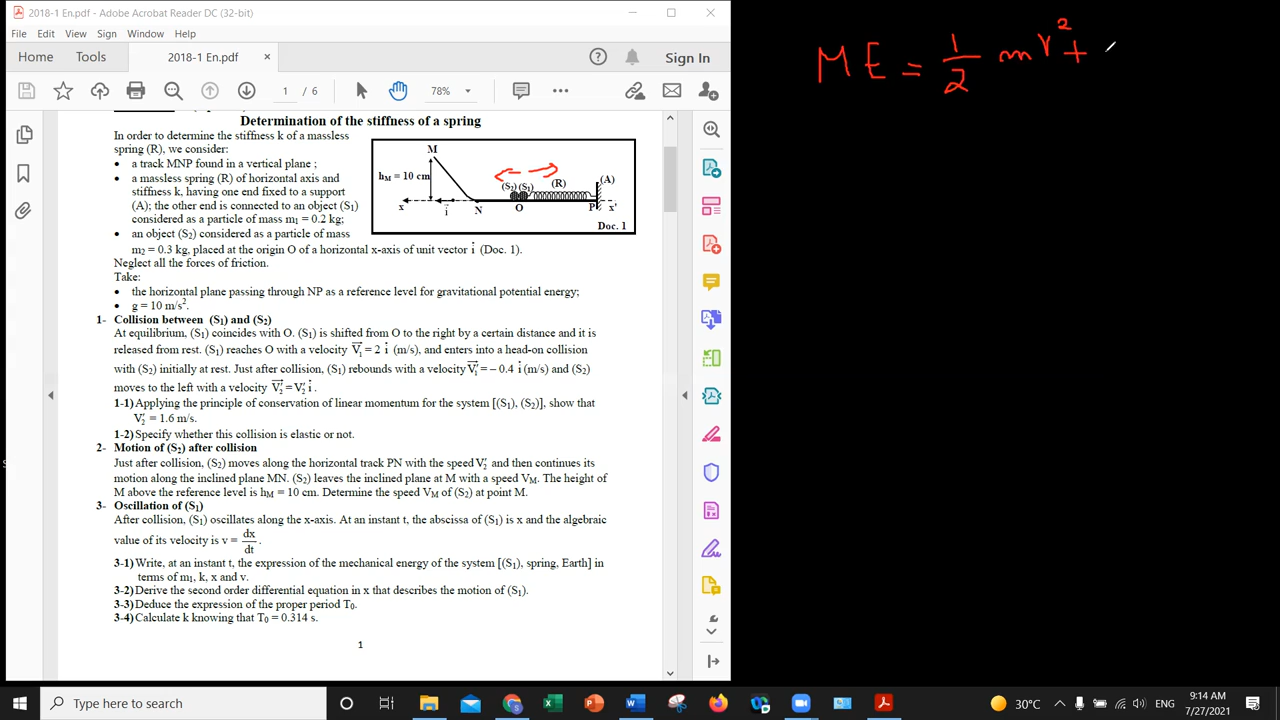 2018-1 En.pdf - Adobe Acrobat Reader DC (32-bit)
File Edit View Sign Window Help
Home Tools 2018-1 En.pdf × Sign In
1 / 6 78%
Determination of the stiffness of a spring
In order to determine the stiffness k of a massless
spring (R), we consider:
• a track MNP found in a vertical plane ;
• a massless spring (R) of horizontal axis and
stiffness k, having one end fixed to a support
(A); the other end is connected to an object (S₁)
considered as a particle of mass m₁ = 0.2 kg;
• an object (S₂) considered as a particle of mass
m₂ = 0.3 kg, placed at the origin O of a horizontal x-axis of unit vector i⃗ (Doc. 1).
M
hM = 10 cm
(S₂) (S₁) (R) (A)
x i⃗ N O P x'
Doc. 1
Neglect all the forces of friction.
Take:
• the horizontal plane passing through NP as a reference level for gravitational potential energy;
• g = 10 m/s².
1- Collision between (S₁) and (S₂)
At equilibrium, (S₁) coincides with O. (S₁) is shifted from O to the right by a certain distance and it is
released from rest. (S₁) reaches O with a velocity V⃗₁ = 2 i⃗ (m/s), and enters into a head-on collision
with (S₂) initially at rest. Just after collision, (S₁) rebounds with a velocity V⃗₁′ = – 0.4 i⃗ (m/s) and (S₂)
moves to the left with a velocity V⃗₂′ = V₂′ i⃗ .
1-1) Applying the principle of conservation of linear momentum for the system [(S₁), (S₂)], show that
V₂′ = 1.6 m/s.
1-2) Specify whether this collision is elastic or not.
2- Motion of (S₂) after collision
Just after collision, (S₂) moves along the horizontal track PN with the speed V₂′ and then continues its
motion along the inclined plane MN. (S₂) leaves the inclined plane at M with a speed VM. The height of
M above the reference level is hM = 10 cm. Determine the speed VM of (S₂) at point M.
3- Oscillation of (S₁)
After collision, (S₁) oscillates along the x-axis. At an instant t, the abscissa of (S₁) is x and the algebraic
value of its velocity is v = dx/dt .
3-1) Write, at an instant t, the expression of the mechanical energy of the system [(S₁), spring, Earth] in
terms of m₁, k, x and v.
3-2) Derive the second order differential equation in x that describes the motion of (S₁).
3-3) Deduce the expression of the proper period T₀.
3-4) Calculate k knowing that T₀ = 0.314 s.
1
ME = 1/2 mV² +
Type here to search
30°C ENG 9:14 AM
7/27/2021